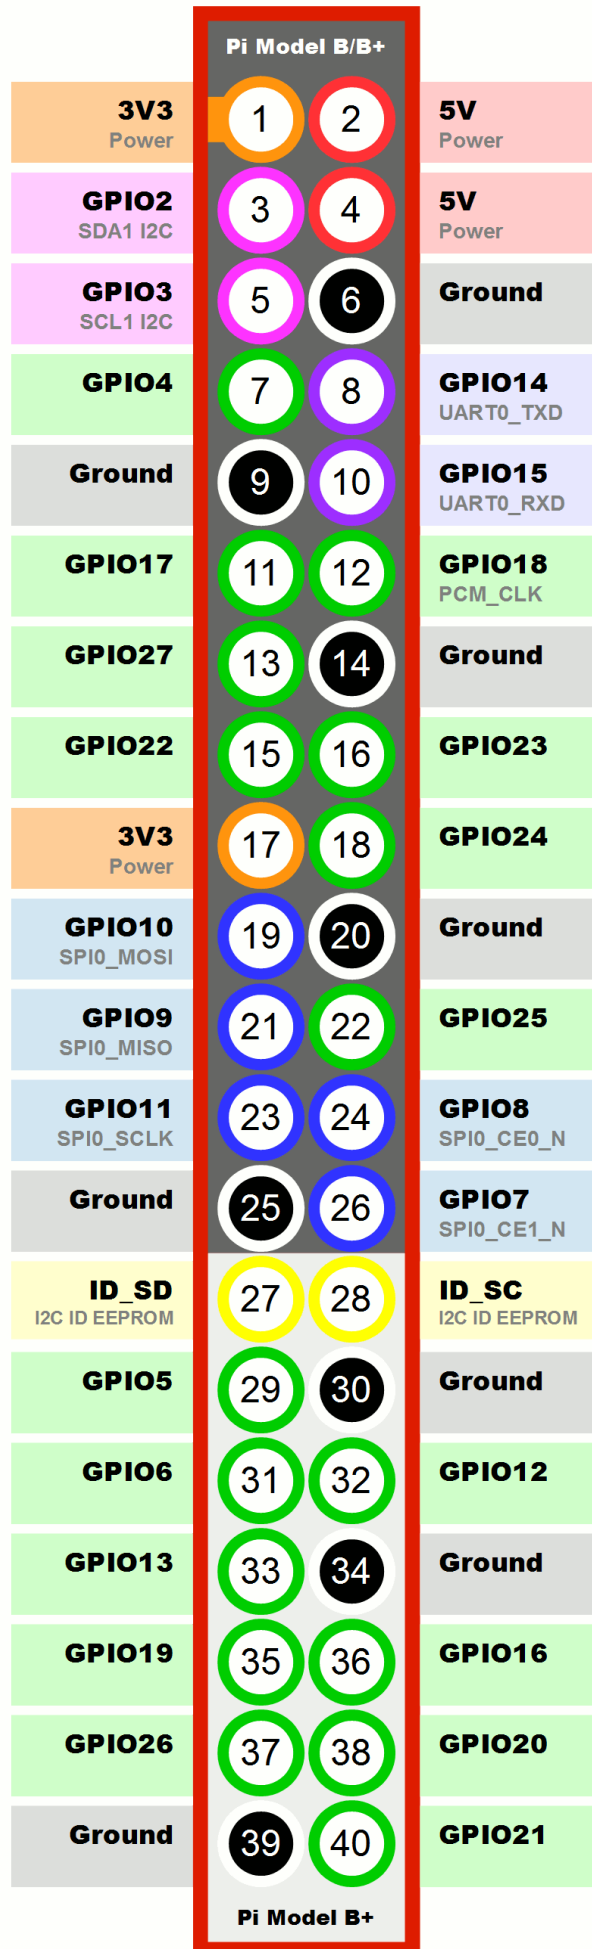 Pi Model B/B+
3V3 1 2 5V
Power Power
GPIO2 3 4 5V
SDA1 I2C Power
GPIO3 5 6 Ground
SCL1 I2C
GPIO4 7 8 GPIO14
UART0_TXD
Ground 9 10 GPIO15
UART0_RXD
GPIO17 11 12 GPIO18
PCM_CLK
GPIO27 13 14 Ground
GPIO22 15 16 GPIO23
3V3 17 18 GPIO24
Power
GPIO10 19 20 Ground
SPI0_MOSI
GPIO9 21 22 GPIO25
SPI0_MISO
GPIO11 23 24 GPIO8
SPI0_SCLK SPI0_CE0_N
Ground 25 26 GPIO7
SPI0_CE1_N
ID_SD 27 28 ID_SC
I2C ID EEPROM I2C ID EEPROM
GPIO5 29 30 Ground
GPIO6 31 32 GPIO12
GPIO13 33 34 Ground
GPIO19 35 36 GPIO16
GPIO26 37 38 GPIO20
Ground 39 40 GPIO21
Pi Model B+